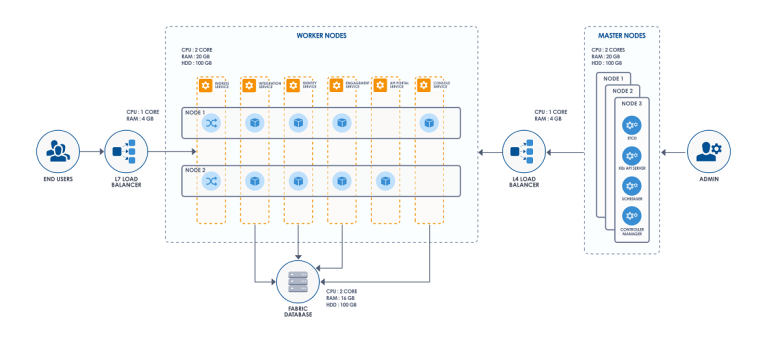 WORKER NODES
CPU : 2 CORE
RAM : 20 GB
HDD : 100 GB
INGRESS
SERVICE
INTEGRATION
SERVICE
IDENTITY
SERVICE
ENGAGEMENT
SERVICE
API PORTAL
SERVICE
CONSOLE
SERVICE
NODE 1
NODE 2
CPU : 1 CORE
RAM : 4 GB
END USERS
L7 LOAD
BALANCER
CPU : 2 CORE
RAM : 16 GB
HDD : 100 GB
FABRIC
DATABASE
CPU : 1 CORE
RAM : 4 GB
L4 LOAD
BALANCER
MASTER NODES
CPU : 2 CORES
RAM : 20 GB
HDD : 100 GB
NODE 1
NODE 2
NODE 3
ETCD
K8s API SERVER
SCHEDULER
CONTROLLER
MANAGER
ADMIN